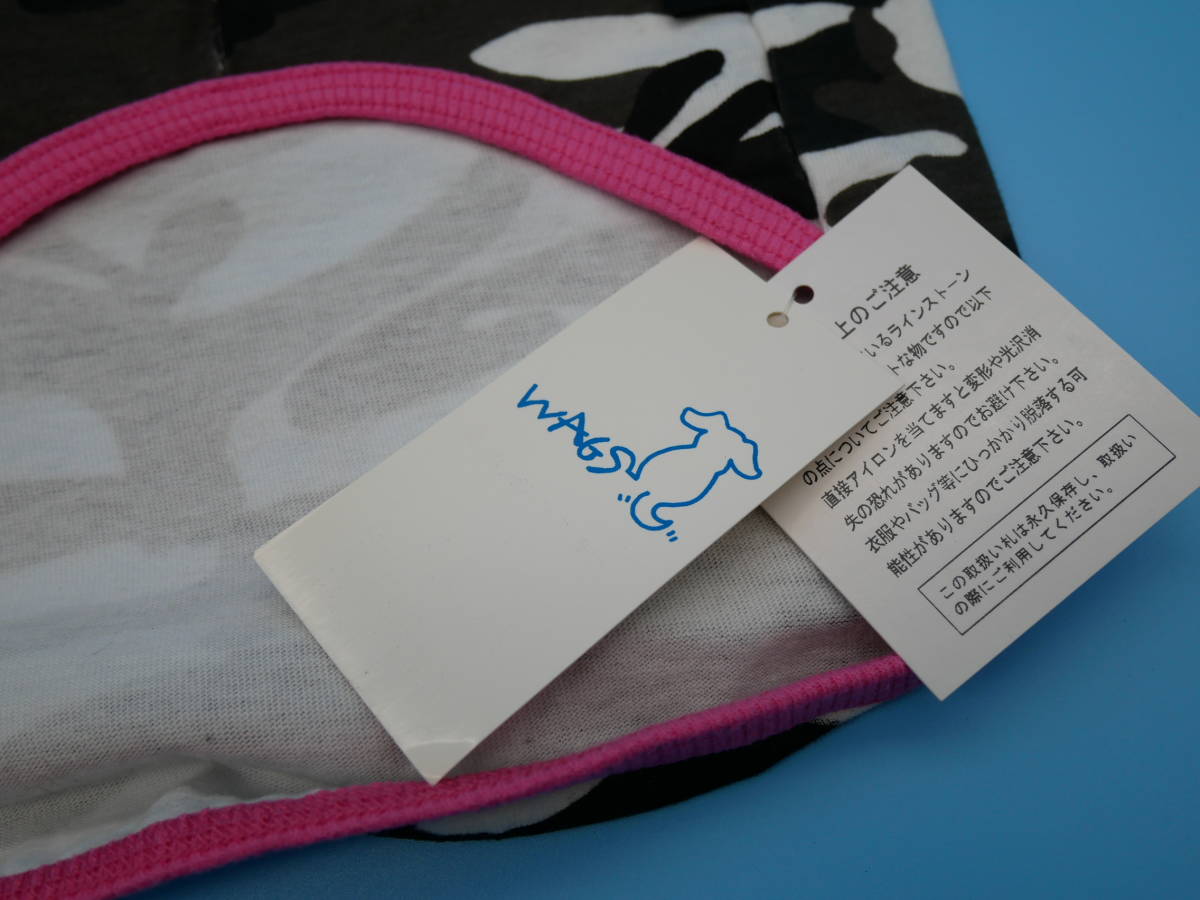 WAGS
上のご注意
いるラインストーン
トな物ですので以下
の点についてご注意下さい。
直接アイロンを当てますと変形や光沢消
失の恐れがありますのでお避け下さい。
衣服やバッグ等にひっかかり脱落する可
能性がありますのでご注意下さい。
この取扱い札は永久保存し、取扱い
の際にご利用してください。